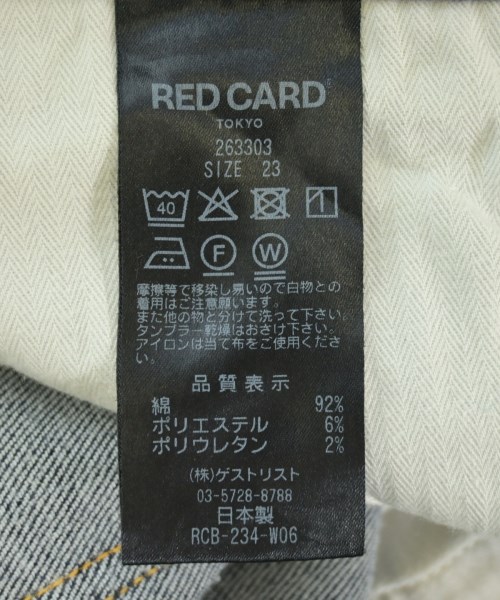 RED CARD®
TOKYO
263303
SIZE 23
40
F W
摩擦等で移染し易いので白物との
着用はご注意願います。
また他の物と分けて洗って下さい。
タンブラー乾燥はおさけ下さい。
アイロンは当て布をご使用くださ
い。
品質表示
綿 92%
ポリエステル 6%
ポリウレタン 2%
(株)ゲストリスト
03-5728-8788
日本製
RCB-234-W06